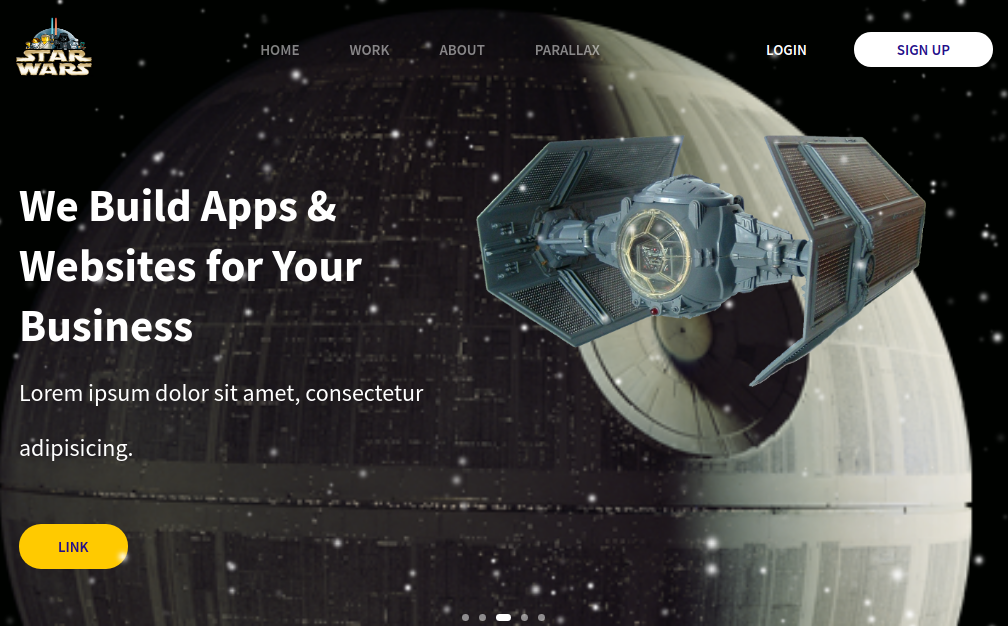 STAR
WARS
HOME
WORK
ABOUT
PARALLAX
LOGIN
SIGN UP
We Build Apps &
Websites for Your
Business
Lorem ipsum dolor sit amet, consectetur
adipisicing.
LINK